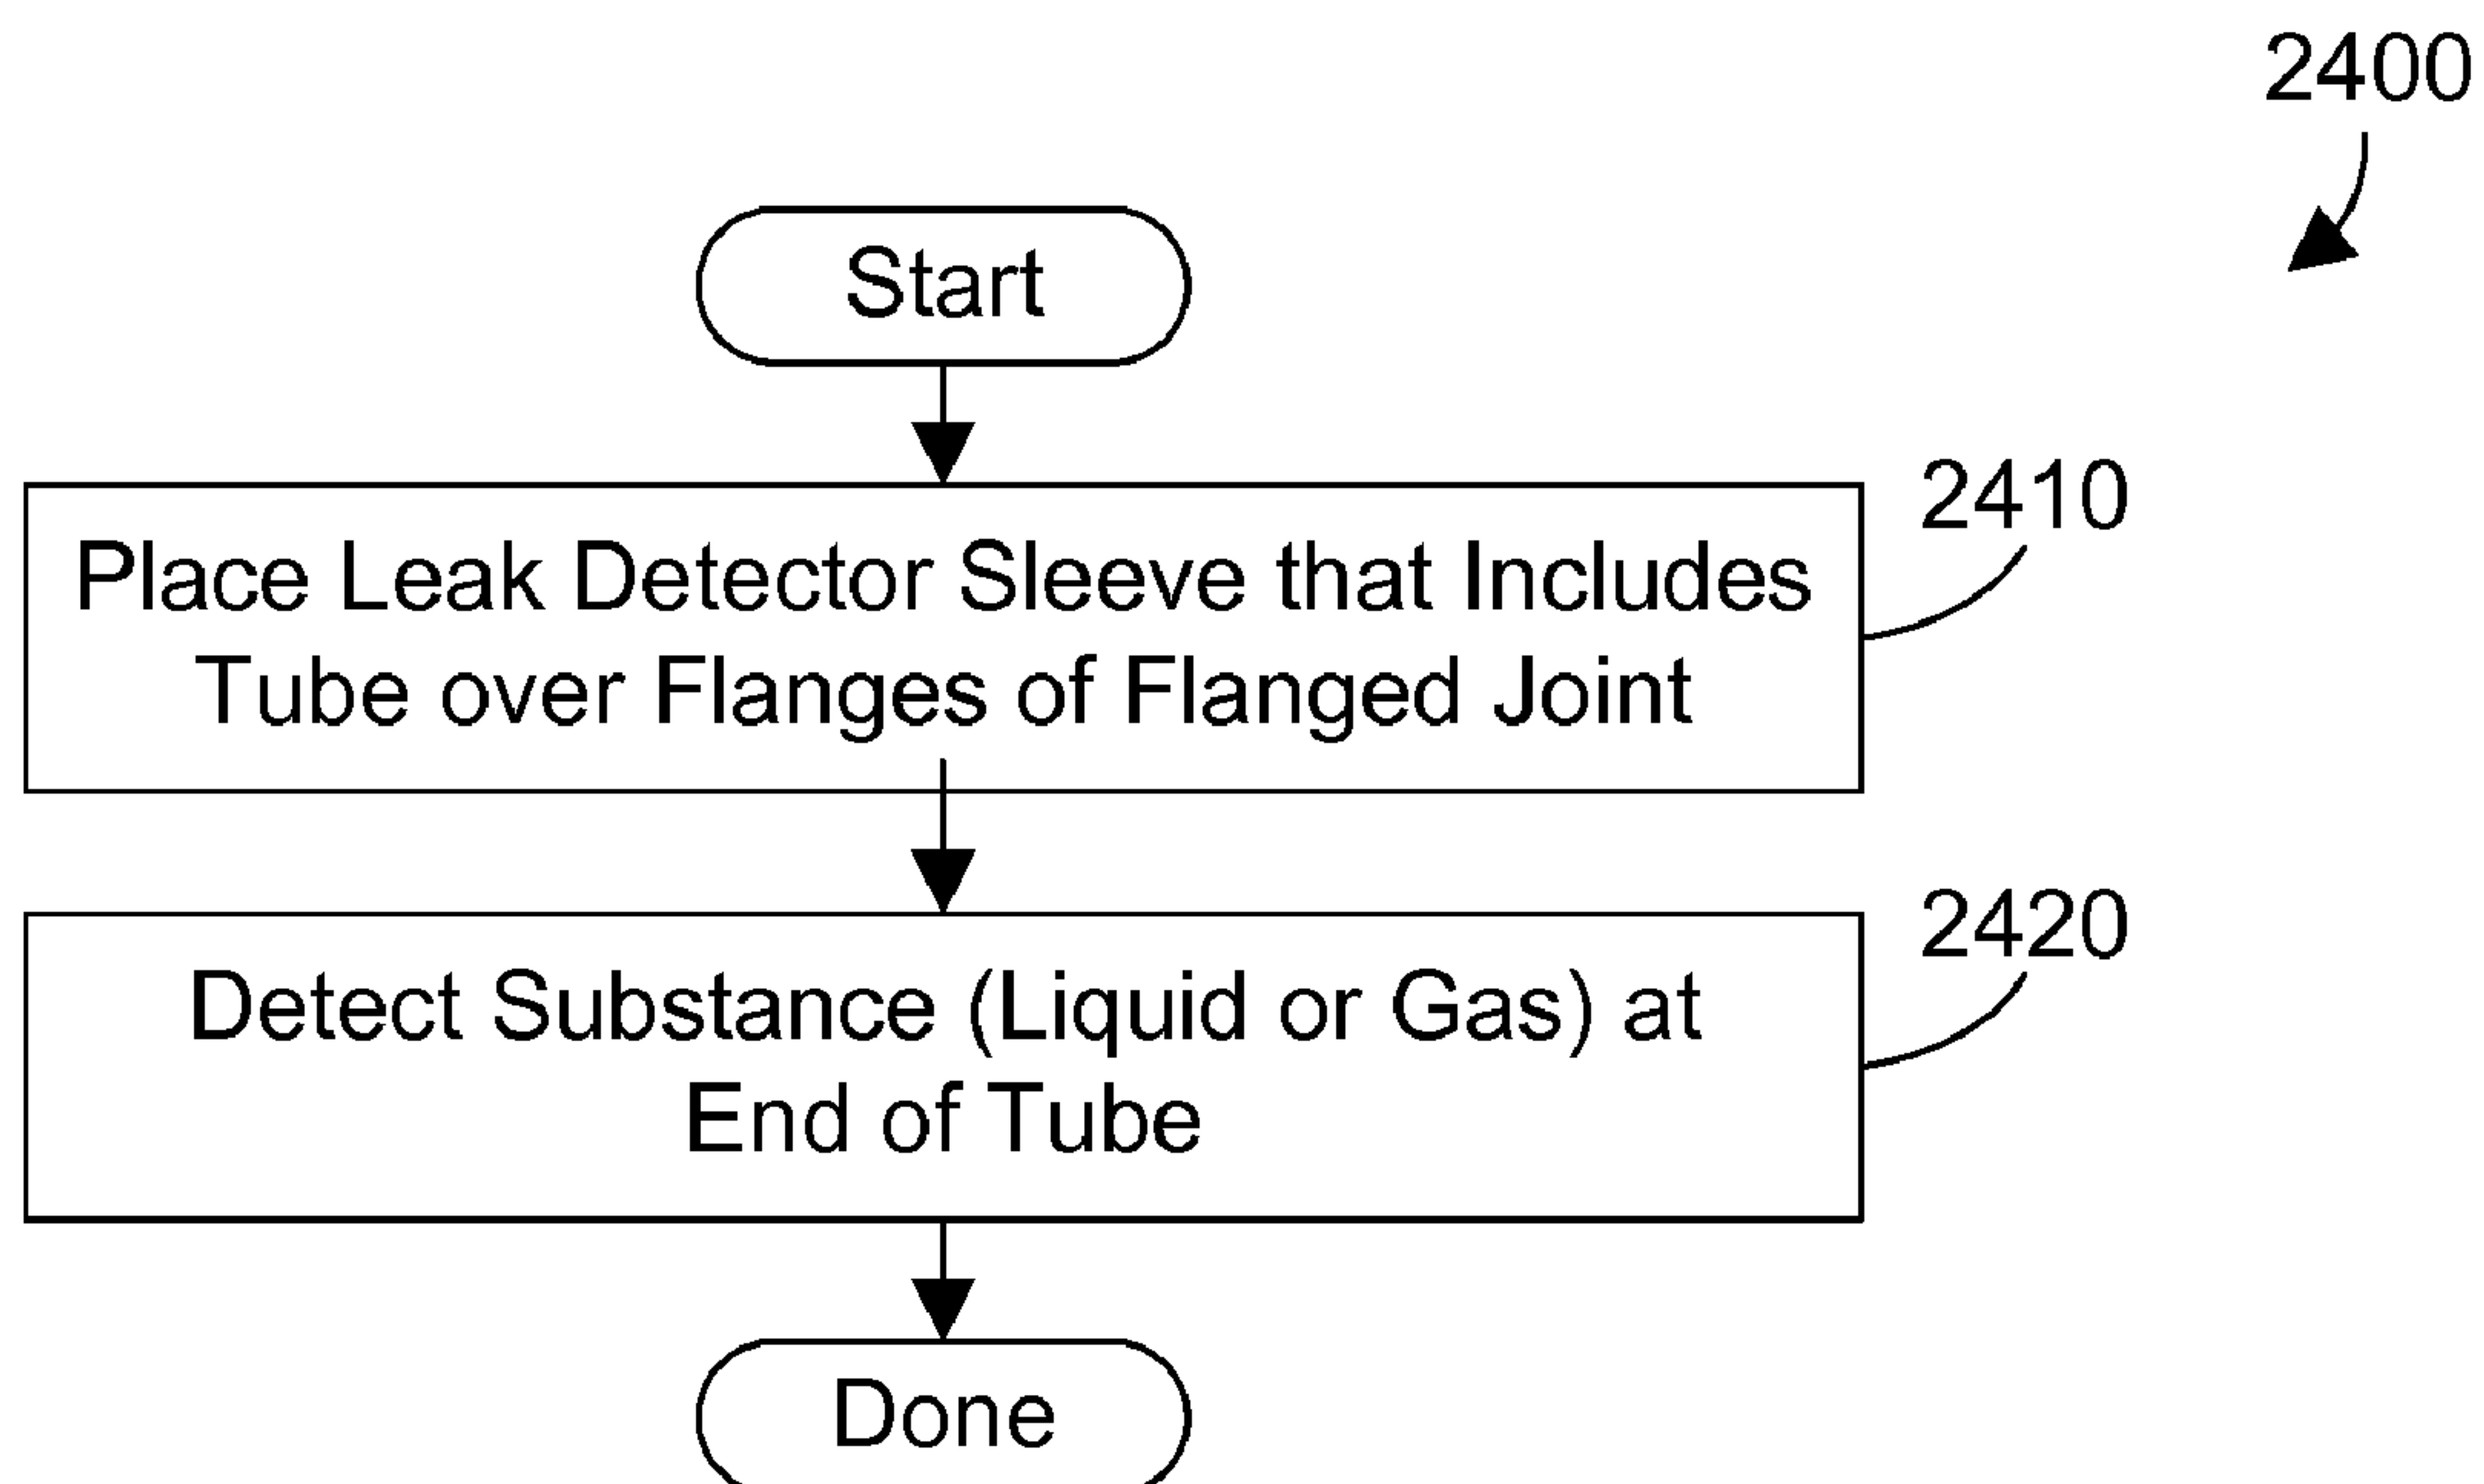 2400
Start
2410
Place Leak Detector Sleeve that Includes
Tube over Flanges of Flanged Joint
2420
Detect Substance (Liquid or Gas) at
End of Tube
Done